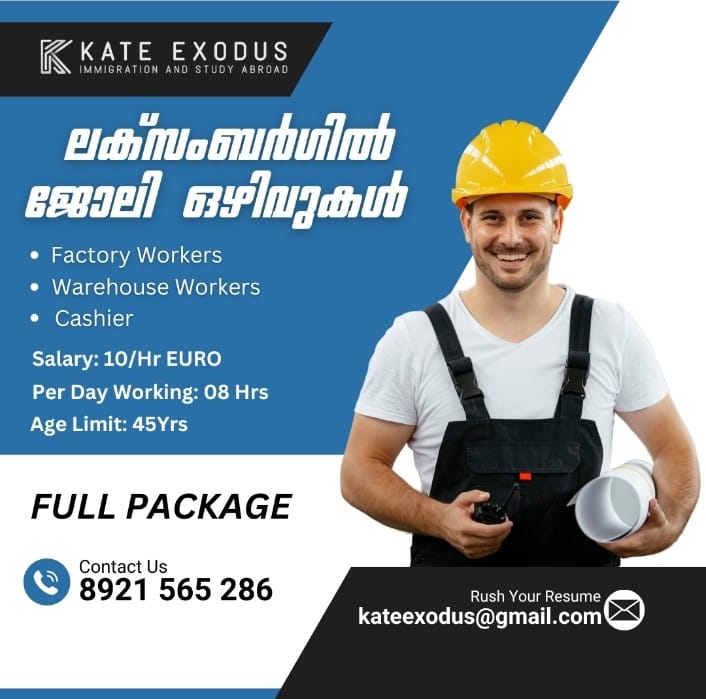 KATE EXODUS
IMMIGRATION AND STUDY ABROAD
ലക്സംബർഗിൽ
ജോലി ഒഴിവുകൾ
• Factory Workers
• Warehouse Workers
• Cashier
Salary: 10/Hr EURO
Per Day Working: 08 Hrs
Age Limit: 45Yrs
FULL PACKAGE
Contact Us
8921 565 286
Rush Your Resume
kateexodus@gmail.com